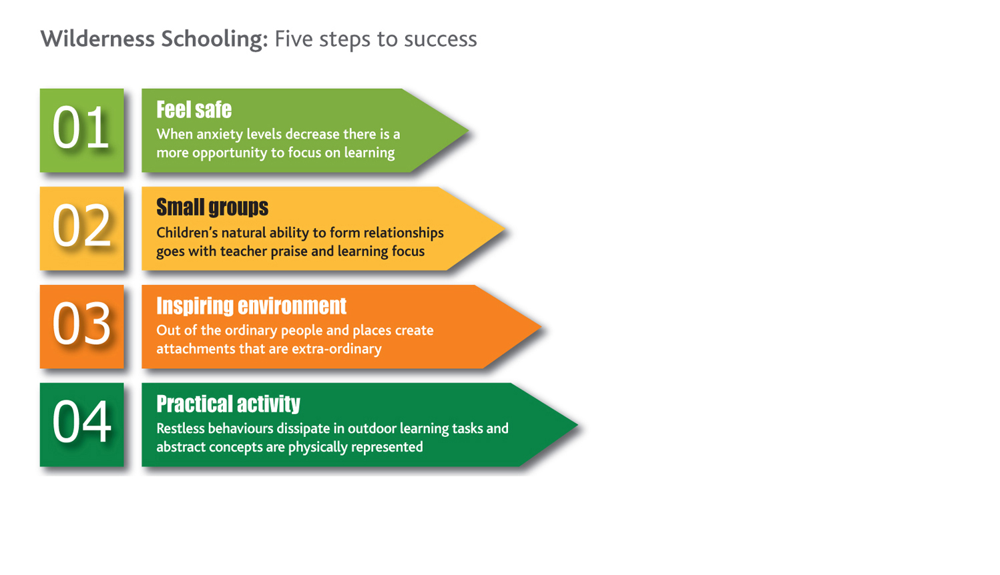 Wilderness Schooling: Five steps to success
01
Feel safe
When anxiety levels decrease there is a
more opportunity to focus on learning
02
Small groups
Children's natural ability to form relationships
goes with teacher praise and learning focus
03
Inspiring environment
Out of the ordinary people and places create
attachments that are extra-ordinary
04
Practical activity
Restless behaviours dissipate in outdoor learning tasks and
abstract concepts are physically represented